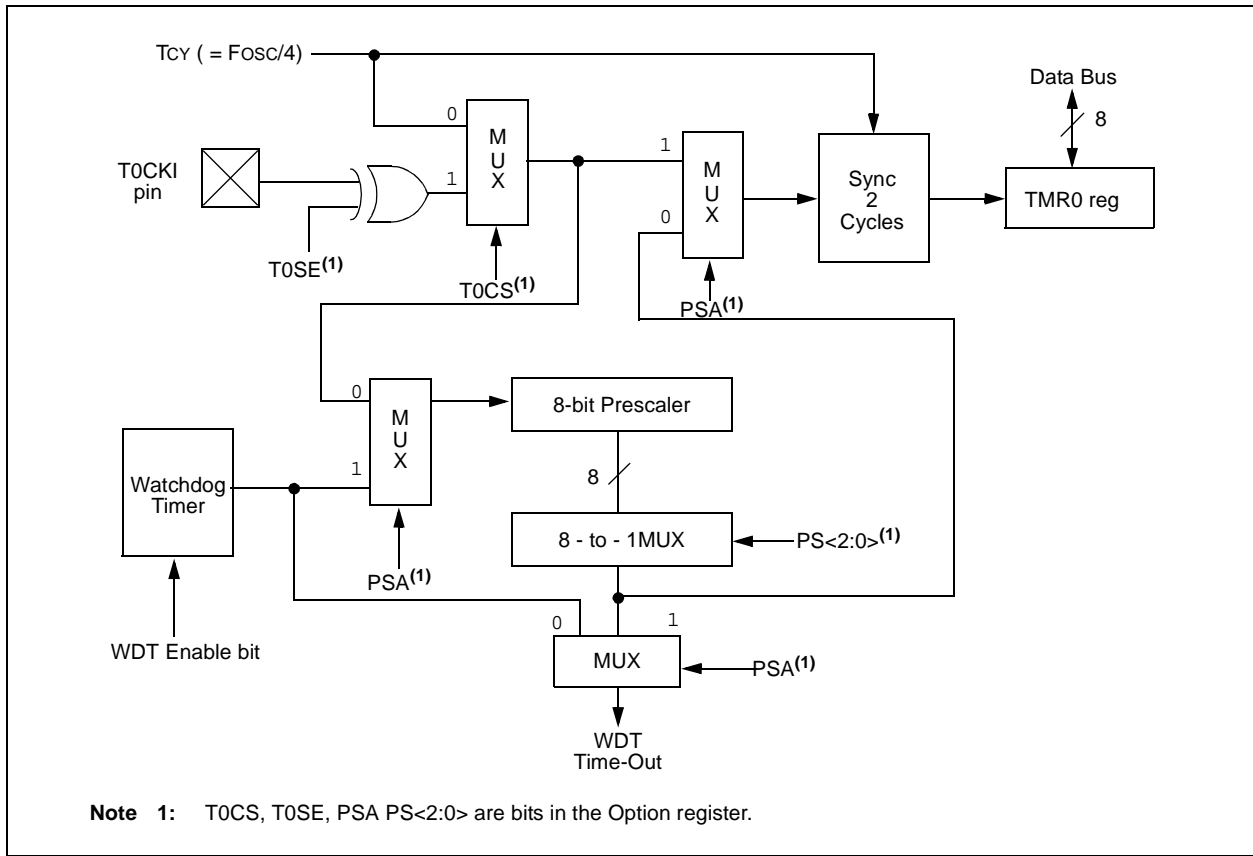 TCY ( = FOSC/4)
Data Bus
0
M
U
X
8
T0CKI
pin
1
1
M
U
X
0
Sync
2
Cycles
TMR0 reg
T0SE(1)
T0CS(1)
PSA(1)
0
M
U
X
1
8-bit Prescaler
Watchdog
Timer
8
8 - to - 1MUX
PS<2:0>(1)
PSA(1)
WDT Enable bit
0
1
MUX
PSA(1)
WDT
Time-Out
Note 1: T0CS, T0SE, PSA PS<2:0> are bits in the Option register.